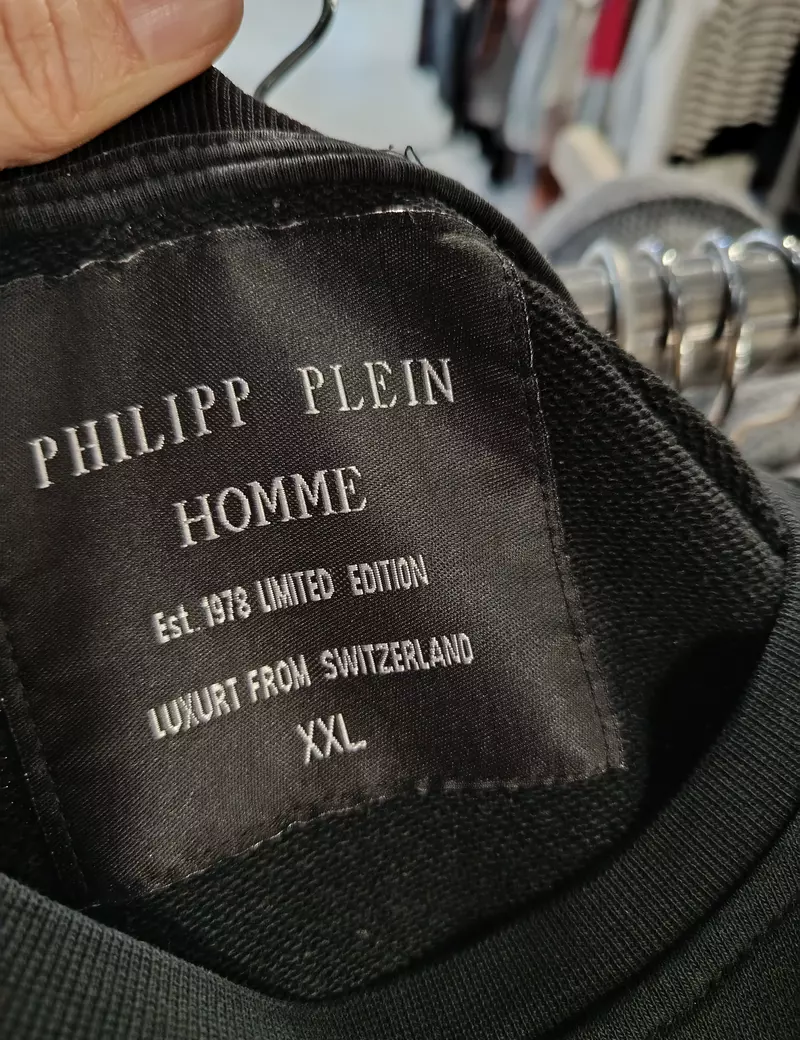 PHILIPP PLEIN
HOMME
Est. 1978 LIMITED EDITION
LUXURT FROM SWITZERLAND
XXL